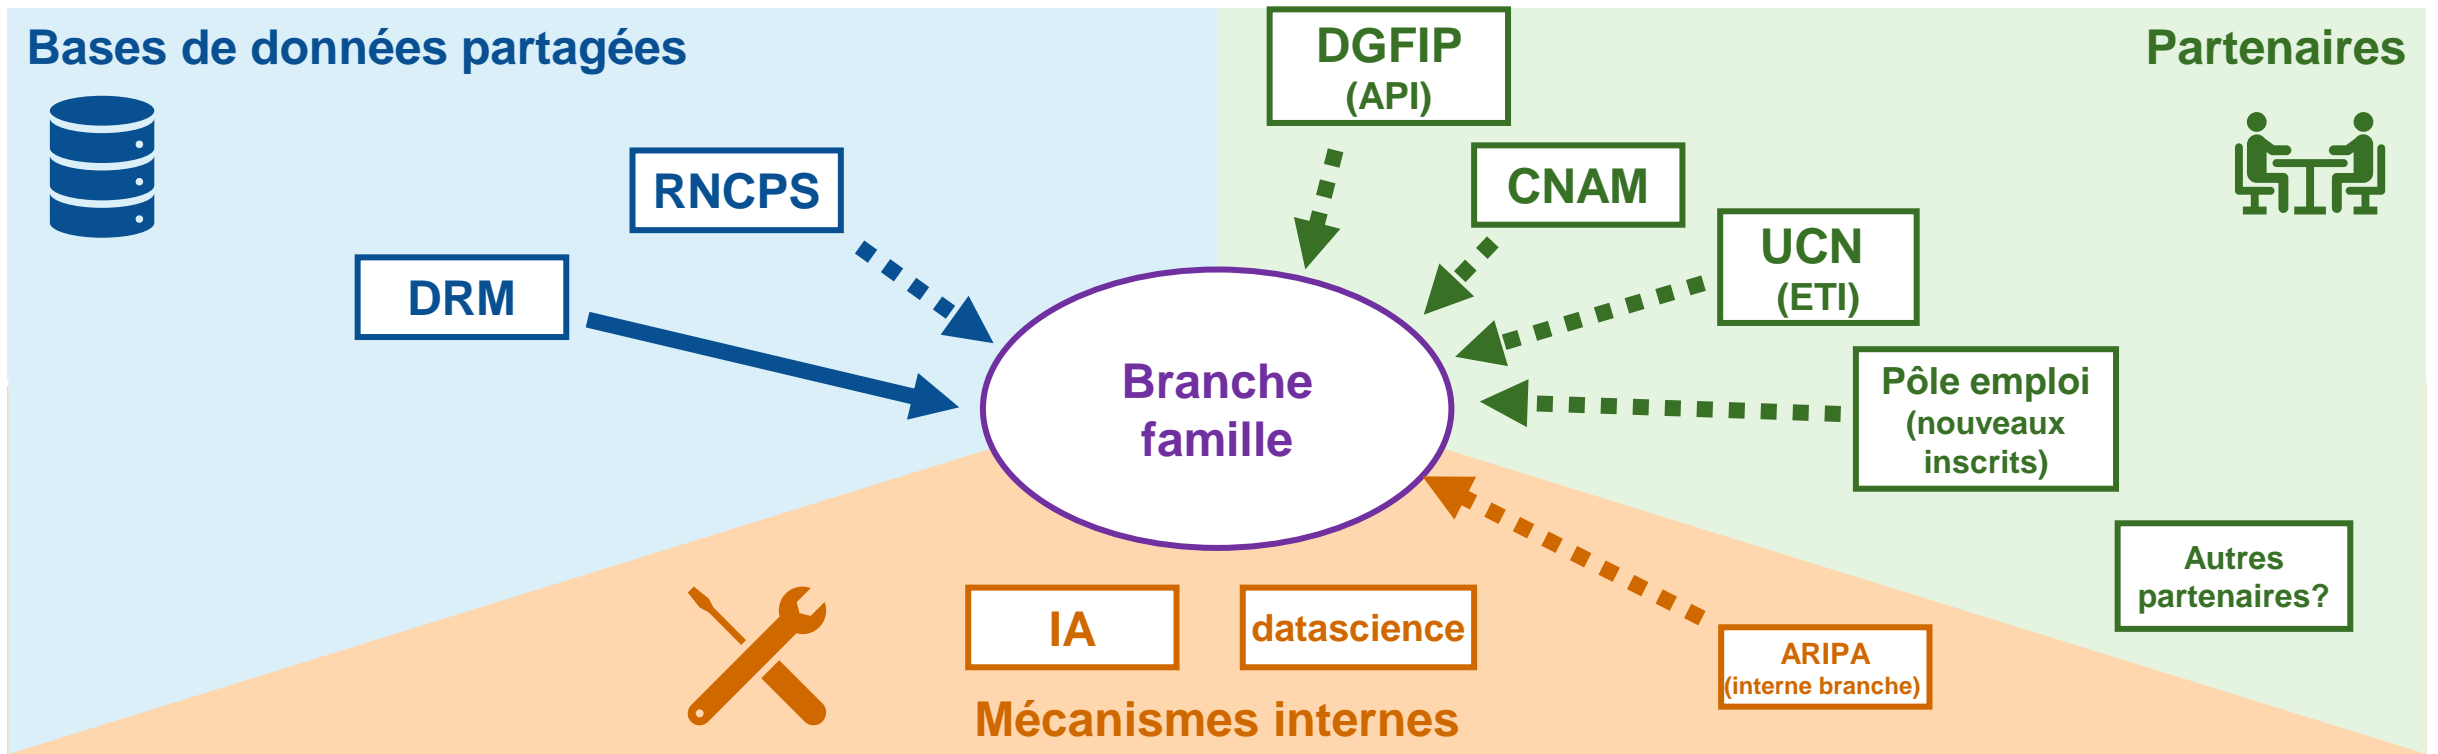 Bases de données partagées
RNCPS
DRM
DGFIP
(API)
Partenaires
CNAM
UCN
(ETI)
Pôle emploi
(nouveaux
inscrits)
Autres
partenaires?
Branche
famille
IA
datascience
ARIPA
(interne branche)
Mécanismes internes